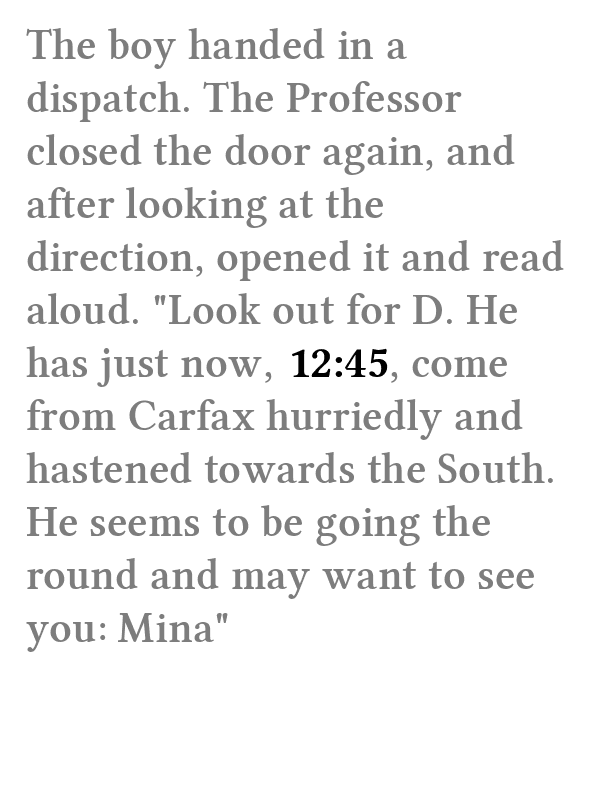 The boy handed in a
dispatch. The Professor
closed the door again, and
after looking at the
direction, opened it and read
aloud. "Look out for D. He
has just now, 12:45, come
from Carfax hurriedly and
hastened towards the South.
He seems to be going the
round and may want to see
you: Mina"